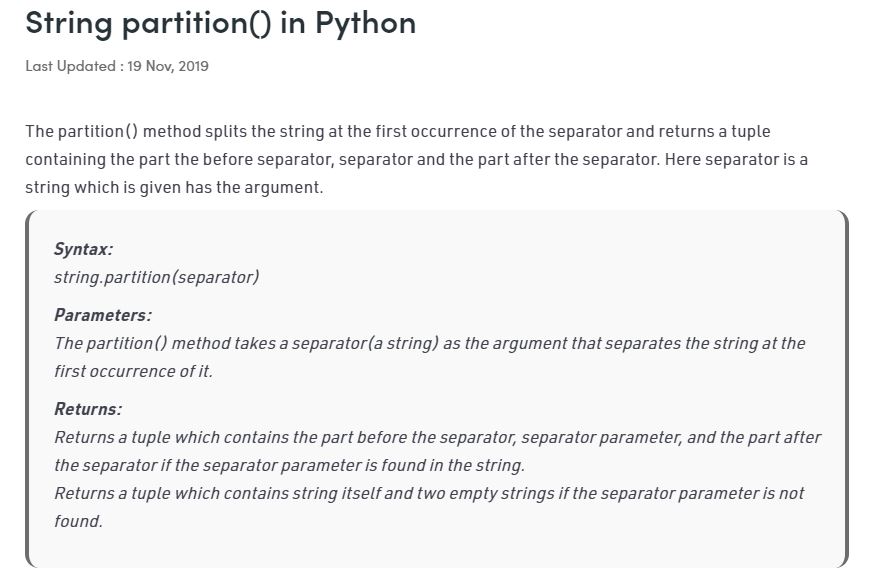 String partition() in Python
Last Updated : 19 Nov, 2019
The partition() method splits the string at the first occurrence of the separator and returns a tuple
containing the part the before separator, separator and the part after the separator. Here separator is a
string which is given has the argument.
Syntax:
string.partition(separator)
Parameters:
The partition() method takes a separator(a string) as the argument that separates the string at the
first occurrence of it.
Returns:
Returns a tuple which contains the part before the separator, separator parameter, and the part after
the separator if the separator parameter is found in the string.
Returns a tuple which contains string itself and two empty strings if the separator parameter is not
found.